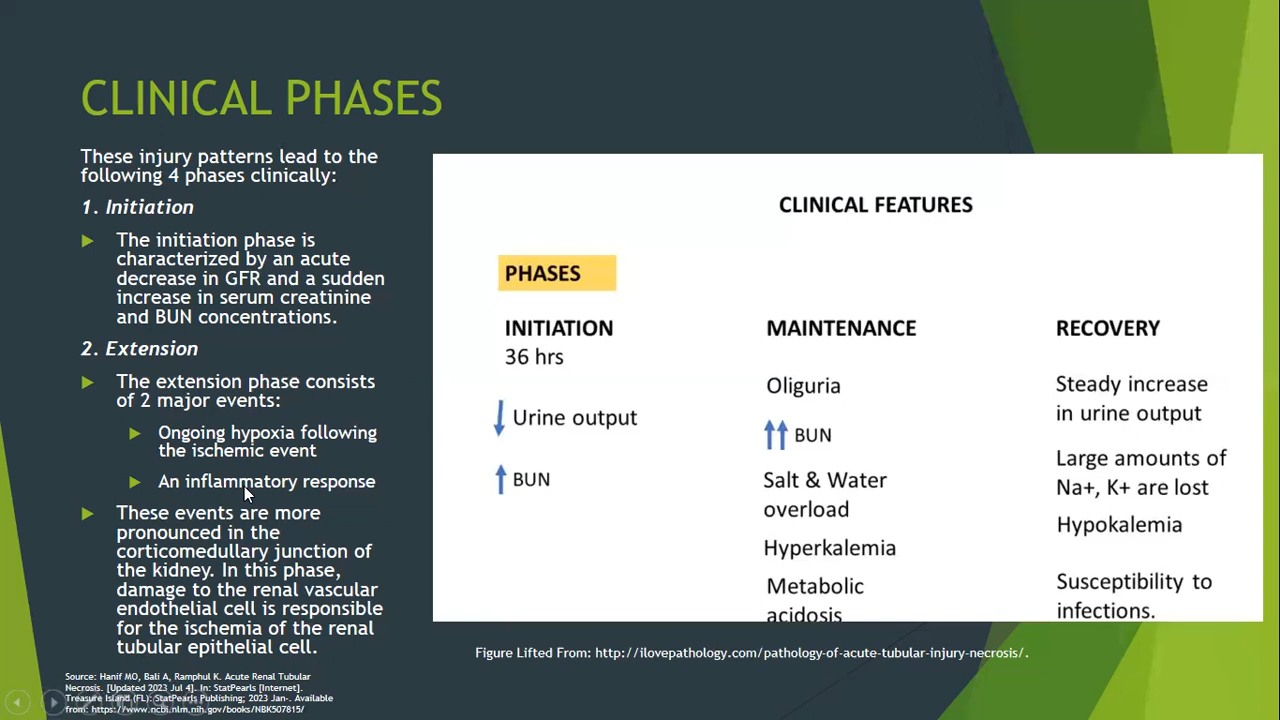 CLINICAL PHASES
These injury patterns lead to the
following 4 phases clinically:
1. Initiation
The initiation phase is
characterized by an acute
decrease in GFR and a sudden
increase in serum creatinine
and BUN concentrations.
2. Extension
The extension phase consists
of 2 major events:
Ongoing hypoxia following
the ischemic event
An inflammatory response
These events are more
pronounced in the
corticomedullary junction of
the kidney. In this phase,
damage to the renal vascular
endothelial cell is responsible
for the ischemia of the renal
tubular epithelial cell.
Source: Hanif MO, Bali A, Ramphul K. Acute Renal Tubular
Necrosis. [Updated 2023 Jul 4]. In: StatPearls [Internet].
Treasure Island (FL): StatPearls Publishing; 2023 Jan-. Available
from: https://www.ncbi.nlm.nih.gov/books/NBK507815/
CLINICAL FEATURES
PHASES
INITIATION
36 hrs
↓ Urine output
↑ BUN
MAINTENANCE
Oliguria
↑↑ BUN
Salt & Water
overload
Hyperkalemia
Metabolic
acidosis
RECOVERY
Steady increase
in urine output
Large amounts of
Na+, K+ are lost
Hypokalemia
Susceptibility to
infections.
Figure Lifted From: http://ilovepathology.com/pathology-of-acute-tubular-injury-necrosis/.